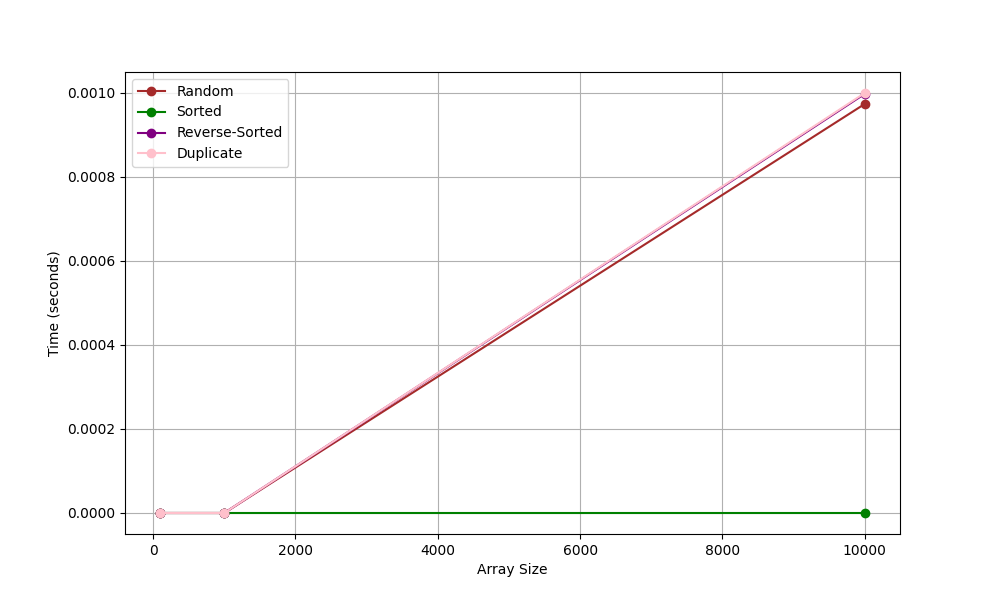 Random
Sorted
Reverse-Sorted
Duplicate
0.0010
0.0008
0.0006
0.0004
0.0002
0.0000
Time (seconds)
0 2000 4000 6000 8000 10000
Array Size